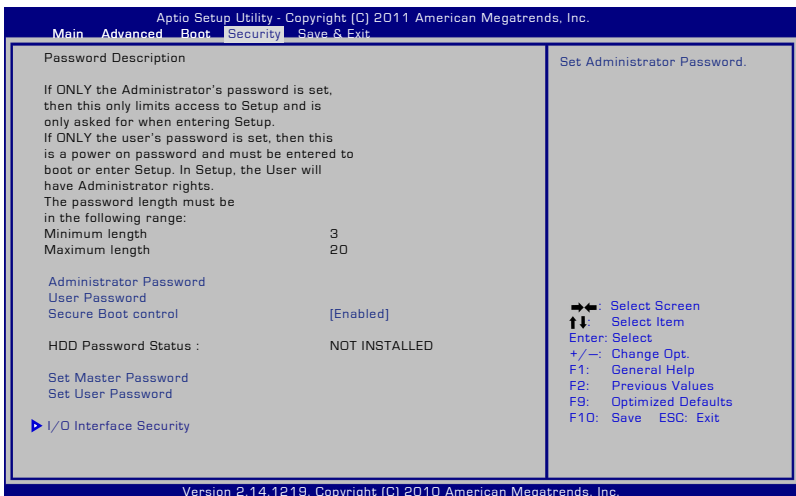 Aptio Setup Utility - Copyright (C) 2011 American Megatrends, Inc.
Main Advanced Boot Security Save & Exit
Password Description
If ONLY the Administrator's password is set,
then this only limits access to Setup and is
only asked for when entering Setup.
If ONLY the user's password is set, then this
is a power on password and must be entered to
boot or enter Setup. In Setup, the User will
have Administrator rights.
The password length must be
in the following range:
Minimum length 3
Maximum length 20
Administrator Password
User Password
Secure Boot control [Enabled]
HDD Password Status : NOT INSTALLED
Set Master Password
Set User Password
I/O Interface Security
Set Administrator Password.
→←: Select Screen
↑↓: Select Item
Enter: Select
+/—: Change Opt.
F1: General Help
F2: Previous Values
F9: Optimized Defaults
F10: Save ESC: Exit
Version 2.14.1219. Copyright (C) 2010 American Megatrends, Inc.